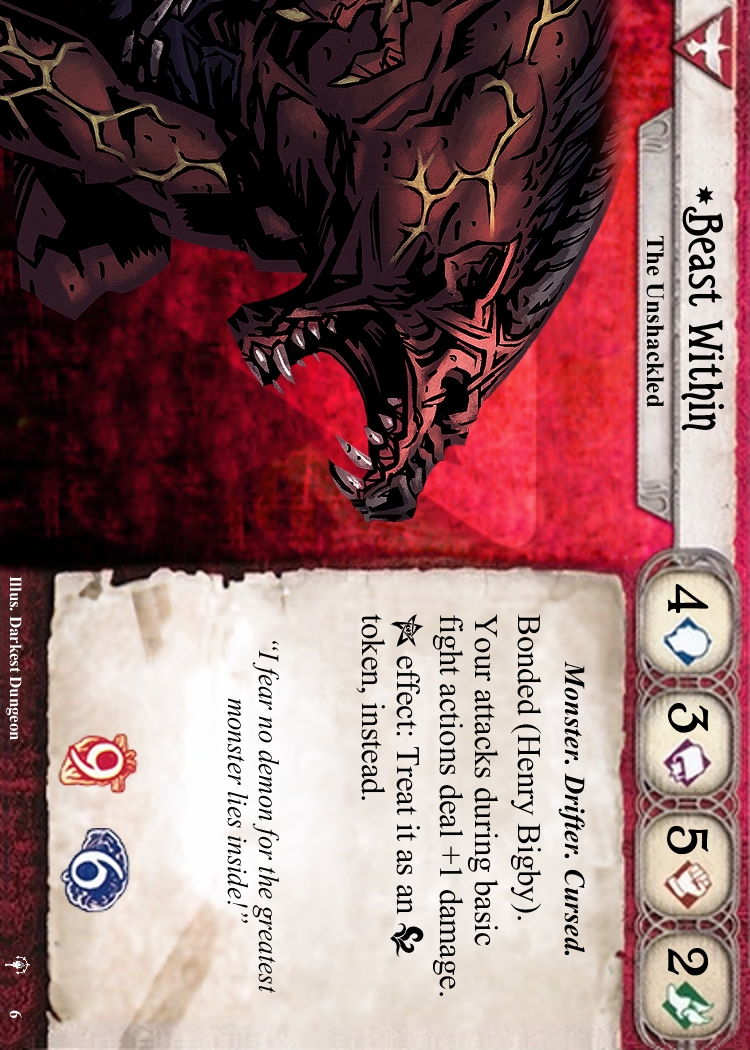 Beast Within
The Unshackled
4 3 5 2
Monster. Drifter. Cursed.
Bonded (Henry Bigby).
Your attacks during basic
fight actions deal +1 damage.
effect: Treat it as an
token, instead.
“I fear no demon for the greatest
monster lies inside!”
9 6
Illus. Darkest Dungeon
6